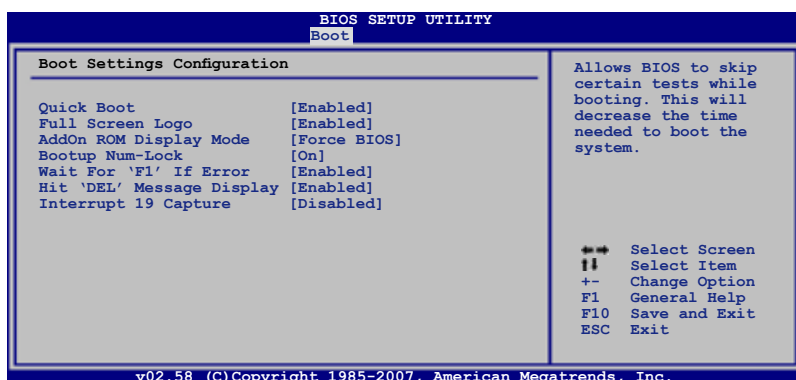 BIOS SETUP UTILITY
Boot
Boot Settings Configuration
Quick Boot [Enabled]
Full Screen Logo [Enabled]
AddOn ROM Display Mode [Force BIOS]
Bootup Num-Lock [On]
Wait For ‘F1’ If Error [Enabled]
Hit ‘DEL’ Message Display [Enabled]
Interrupt 19 Capture [Disabled]
Allows BIOS to skip
certain tests while
booting. This will
decrease the time
needed to boot the
system.
←→ Select Screen
↑↓ Select Item
+- Change Option
F1 General Help
F10 Save and Exit
ESC Exit
v02.58 (C)Copyright 1985-2007, American Megatrends, Inc.